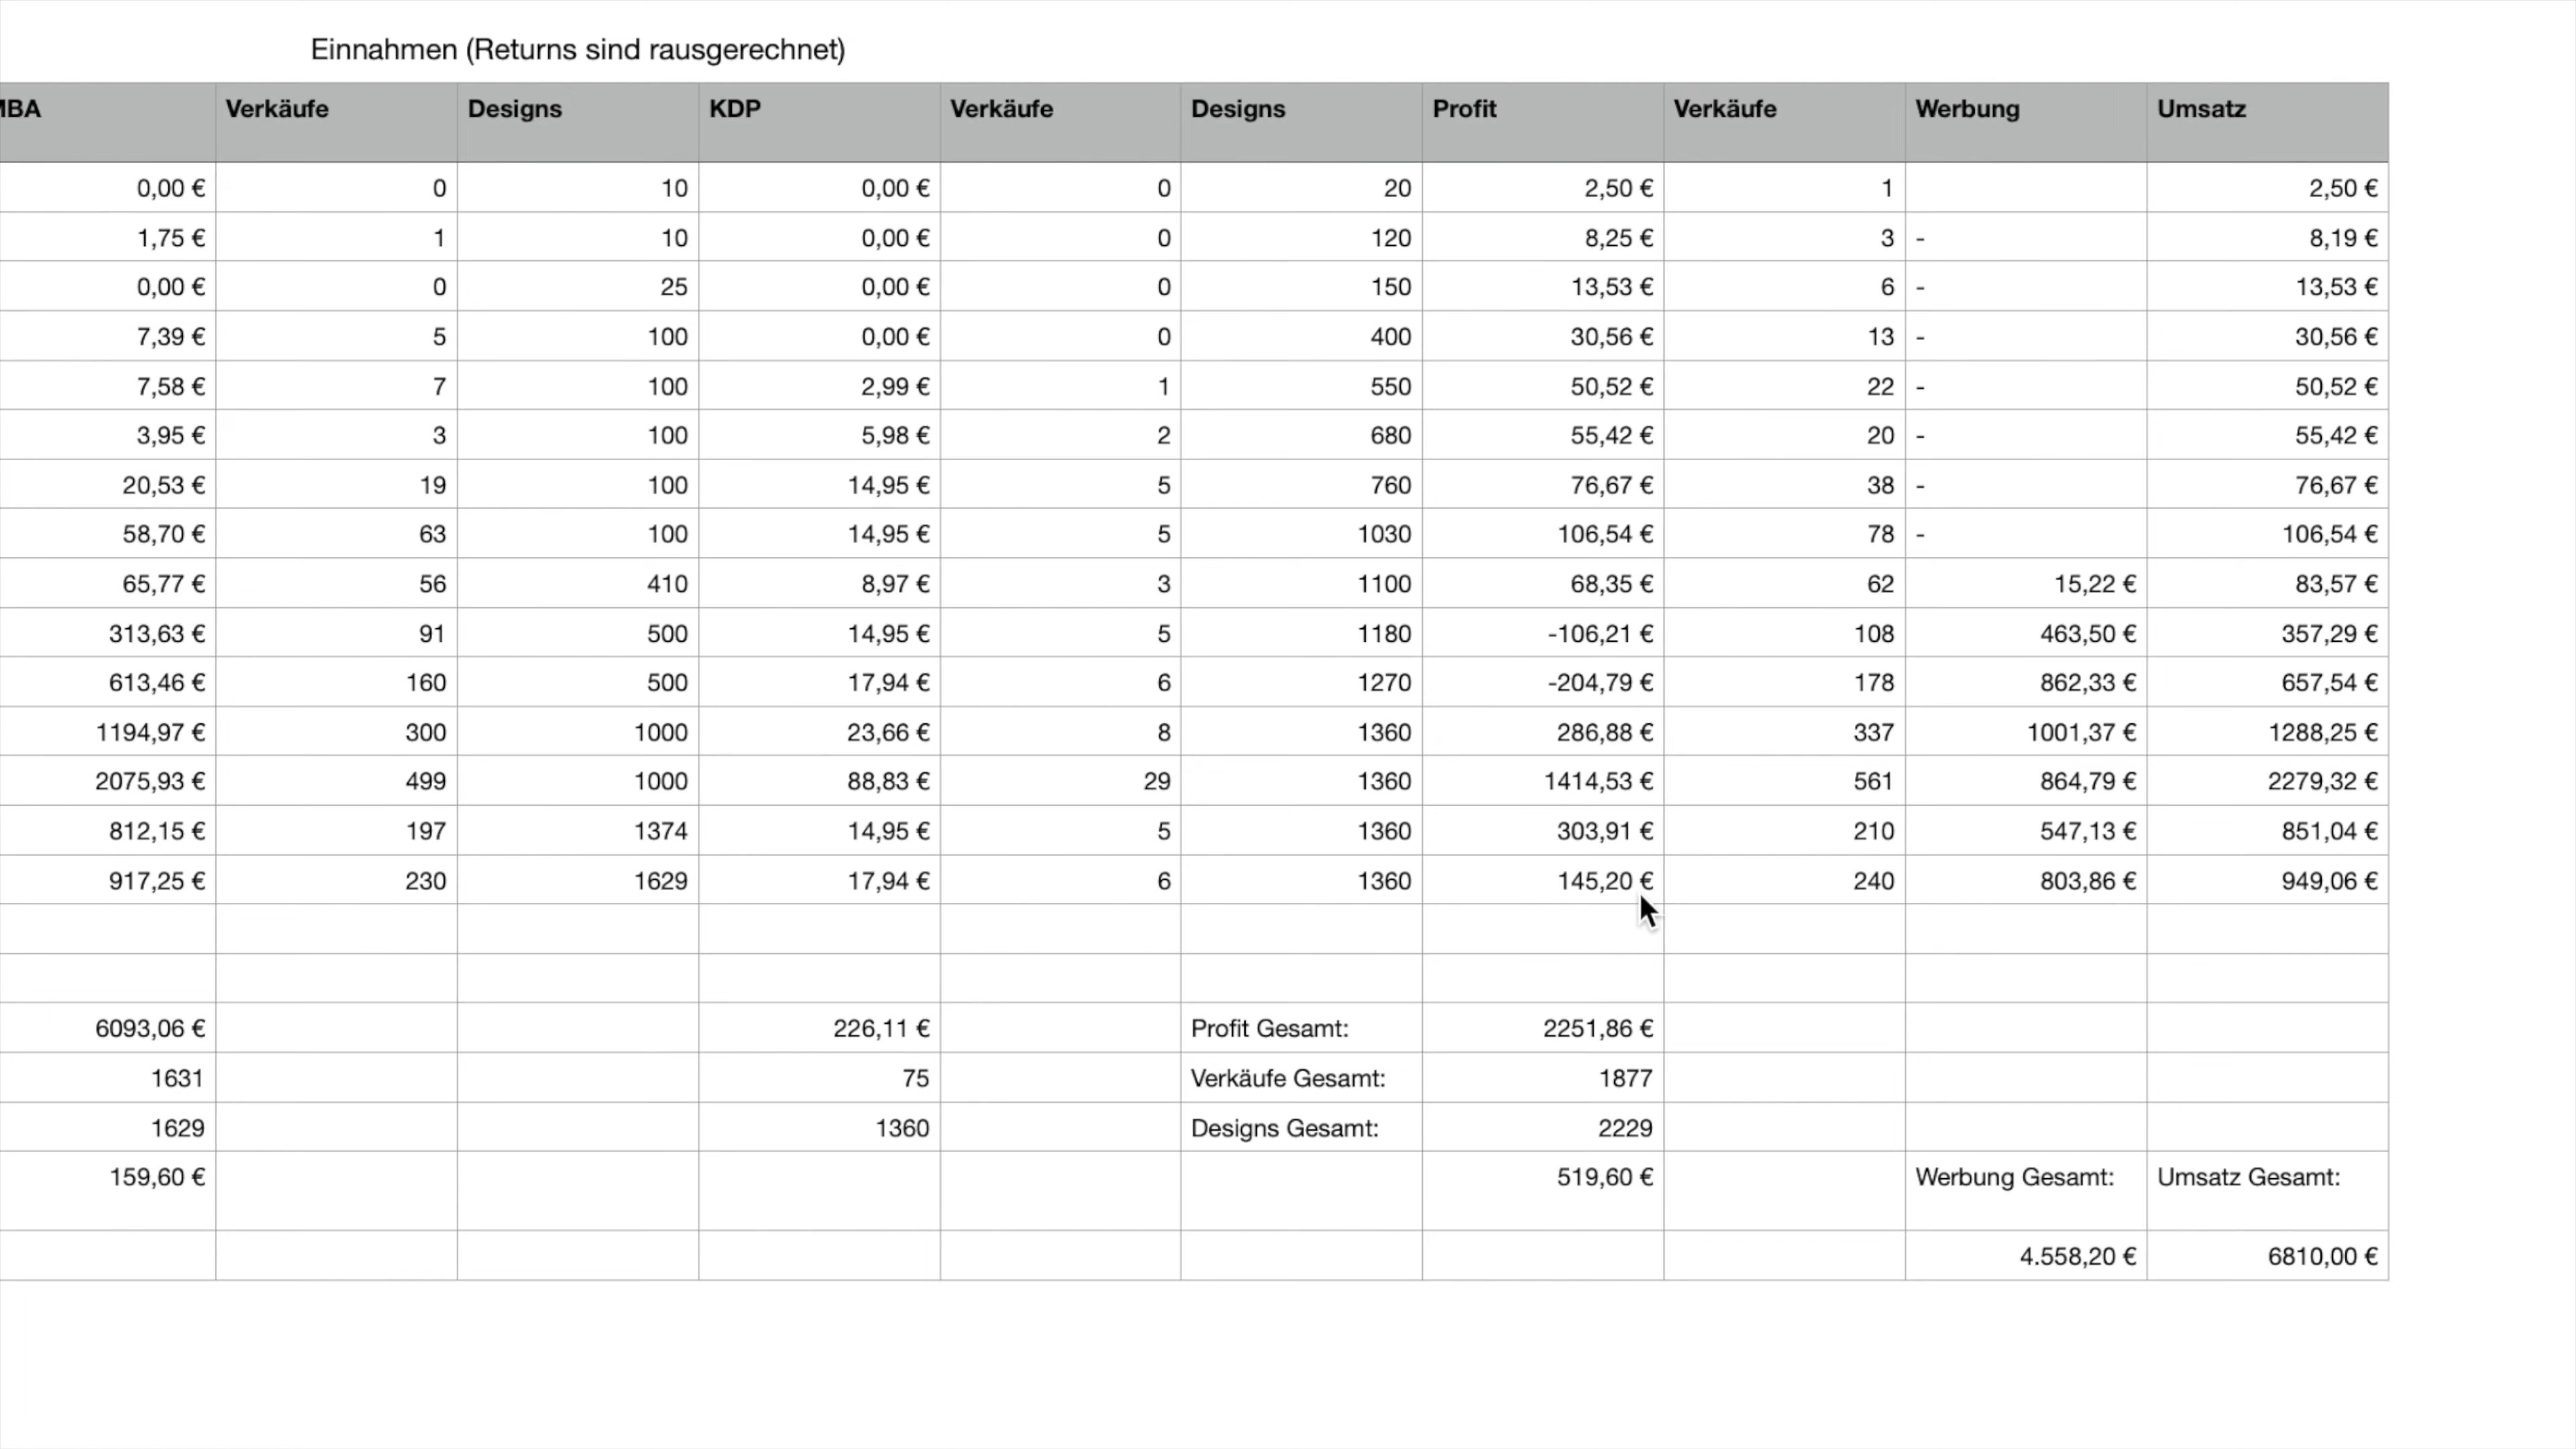 Einnahmen (Returns sind rausgerechnet)
MBA Verkäufe Designs KDP Verkäufe Designs Profit Verkäufe Werbung Umsatz
0,00 € 0 10 0,00 € 0 20 2,50 € 1 2,50 €
1,75 € 1 10 0,00 € 0 120 8,25 € 3 - 8,19 €
0,00 € 0 25 0,00 € 0 150 13,53 € 6 - 13,53 €
7,39 € 5 100 0,00 € 0 400 30,56 € 13 - 30,56 €
7,58 € 7 100 2,99 € 1 550 50,52 € 22 - 50,52 €
3,95 € 3 100 5,98 € 2 680 55,42 € 20 - 55,42 €
20,53 € 19 100 14,95 € 5 760 76,67 € 38 - 76,67 €
58,70 € 63 100 14,95 € 5 1030 106,54 € 78 - 106,54 €
65,77 € 56 410 8,97 € 3 1100 68,35 € 62 15,22 € 83,57 €
313,63 € 91 500 14,95 € 5 1180 -106,21 € 108 463,50 € 357,29 €
613,46 € 160 500 17,94 € 6 1270 -204,79 € 178 862,33 € 657,54 €
1194,97 € 300 1000 23,66 € 8 1360 286,88 € 337 1001,37 € 1288,25 €
2075,93 € 499 1000 88,83 € 29 1360 1414,53 € 561 864,79 € 2279,32 €
812,15 € 197 1374 14,95 € 5 1360 303,91 € 210 547,13 € 851,04 €
917,25 € 230 1629 17,94 € 6 1360 145,20 € 240 803,86 € 949,06 €
6093,06 € 226,11 € Profit Gesamt: 2251,86 €
1631 75 Verkäufe Gesamt: 1877
1629 1360 Designs Gesamt: 2229
159,60 € 519,60 € Werbung Gesamt: Umsatz Gesamt:
4.558,20 € 6810,00 €